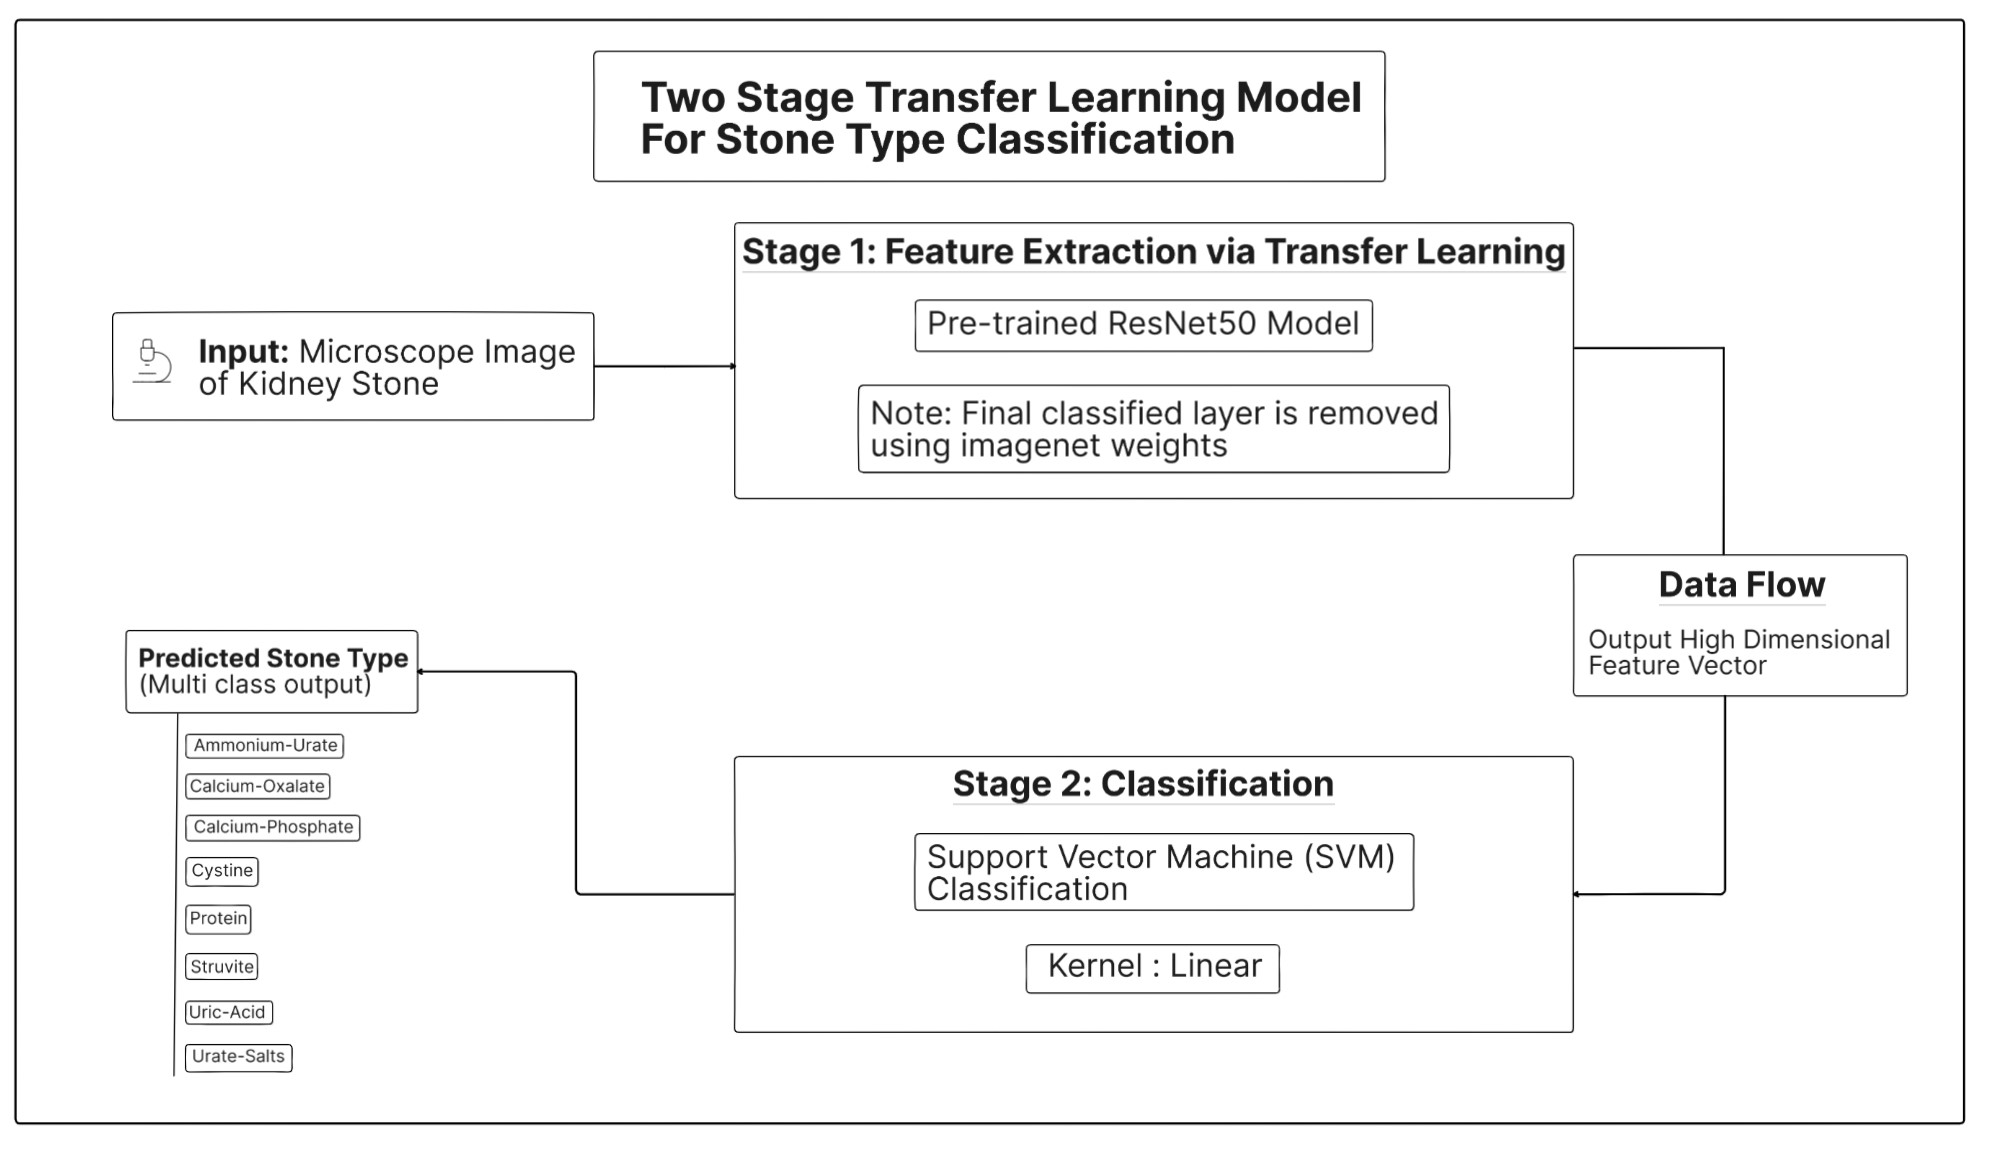 Two Stage Transfer Learning Model
For Stone Type Classification
Stage 1: Feature Extraction via Transfer Learning
Pre-trained ResNet50 Model
Note: Final classified layer is removed
using imagenet weights
Input: Microscope Image
of Kidney Stone
Data Flow
Output High Dimensional
Feature Vector
Stage 2: Classification
Support Vector Machine (SVM)
Classification
Kernel : Linear
Predicted Stone Type
(Multi class output)
Ammonium-Urate
Calcium-Oxalate
Calcium-Phosphate
Cystine
Protein
Struvite
Uric-Acid
Urate-Salts